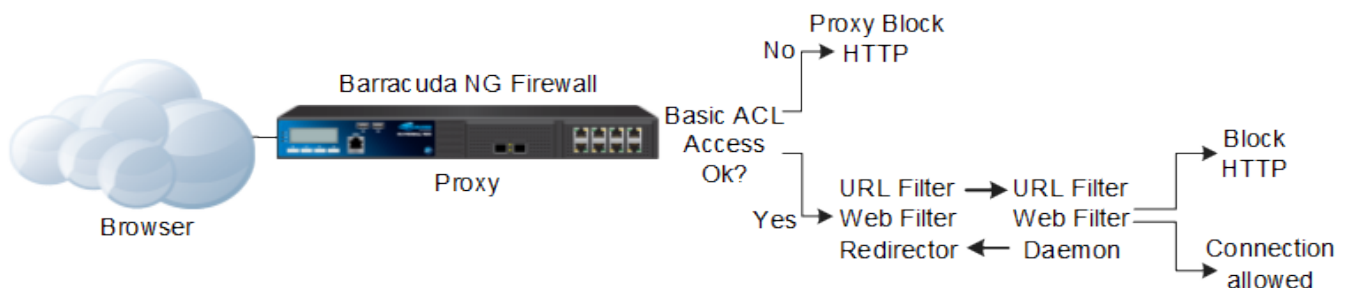 Proxy Block
HTTP
No
Barracuda NG Firewall
Basic ACL
Access
Ok?
Proxy
Browser
Yes
URL Filter
Web Filter
Redirector
URL Filter
Web Filter
Daemon
Block
HTTP
Connection
allowed